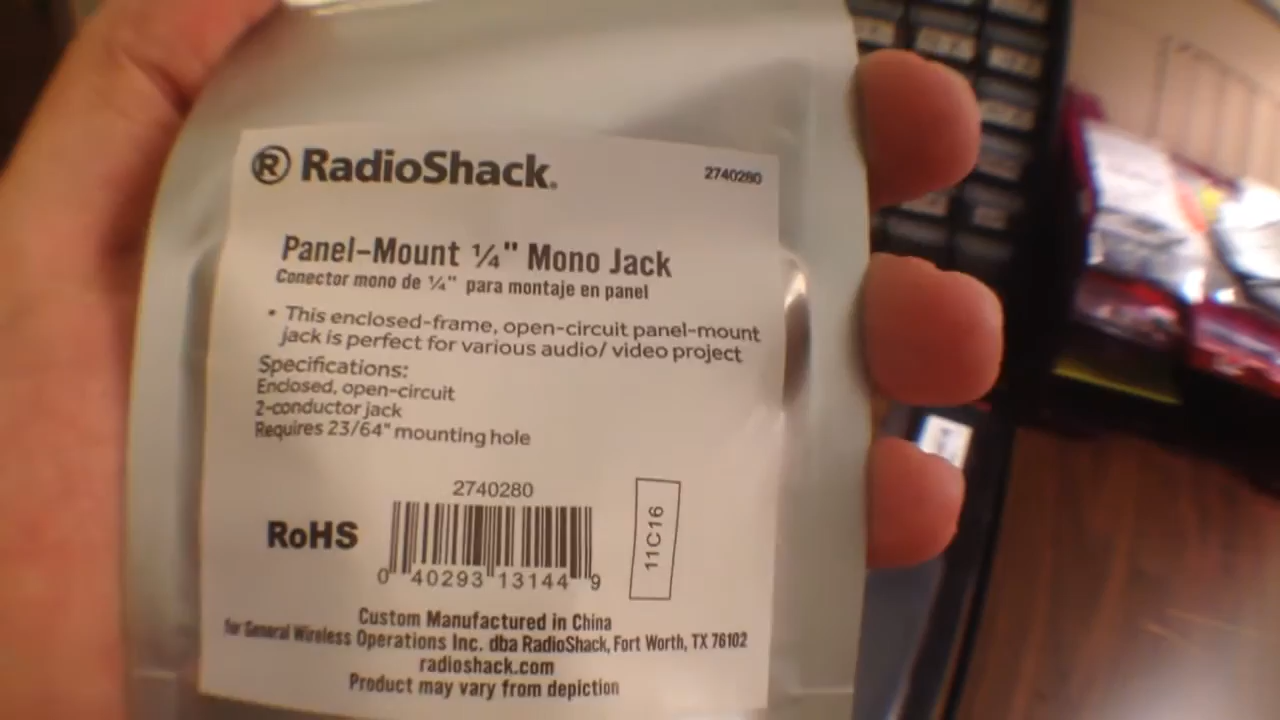 ® RadioShack.
2740280
Panel-Mount ¼" Mono Jack
Conector mono de ¼" para montaje en panel
• This enclosed-frame, open-circuit panel-mount
jack is perfect for various audio/ video project
Specifications:
Enclosed, open-circuit
2-conductor jack
Requires 23/64" mounting hole
2740280
RoHS
0 40293 13144 9
11C16
Custom Manufactured in China
for General Wireless Operations Inc. dba RadioShack, Fort Worth, TX 76102
radioshack.com
Product may vary from depiction